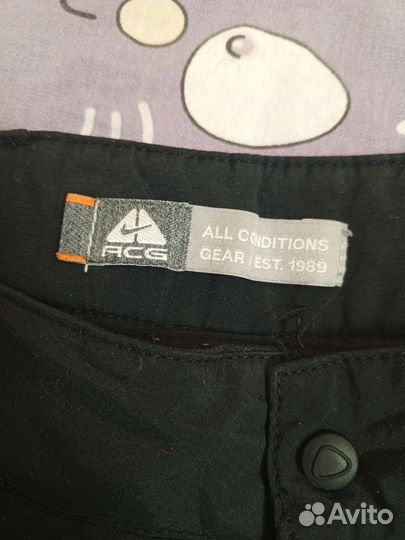 ACG
ALL CONDITIONS
GEAR EST. 1989
Avito